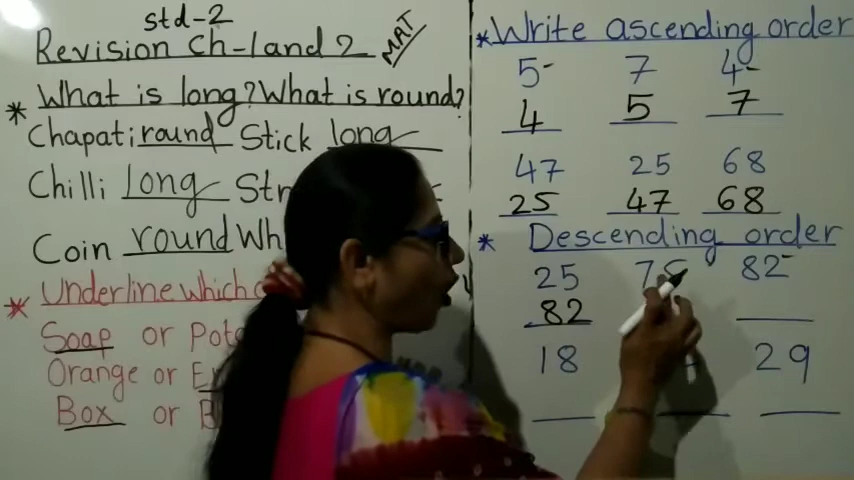 std-2
Revision Ch-1 and 2
MAT
* What is long? What is round?
Chapati round Stick long
Chilli long
Coin round
* Underline which
Soap or
Orange or
Box or
* Write ascending order
5- 7 4-
4 5 7
47 25 68
25 47 68
* Descending order
25 75 82-
82
18 29